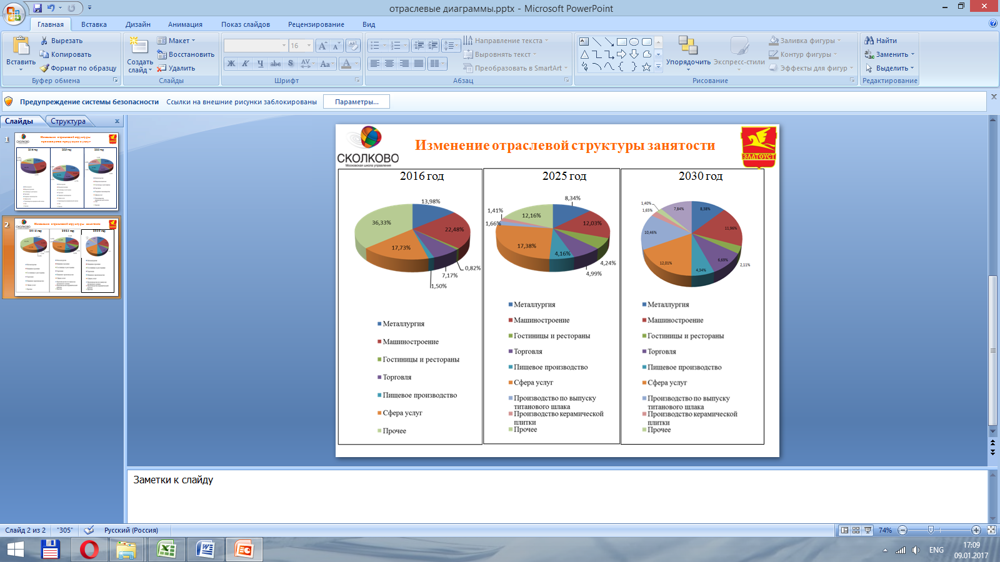 отраслевые диаграммы.pptx - Microsoft PowerPoint
Главная Вставка Дизайн Анимация Показ слайдов Рецензирование Вид
Вставить
Вырезать
Копировать
Формат по образцу
Буфер обмена
Создать слайд
Макет
Восстановить
Удалить
Слайды
16
Ж К Ч abc S AV Aa А
Шрифт
Направление текста
Выровнять текст
Преобразовать в SmartArt
Абзац
Упорядочить
Экспресс-стили
Заливка фигуры
Контур фигуры
Эффекты для фигур
Рисование
Найти
Заменить
Выделить
Редактирование
Предупреждение системы безопасности Ссылки на внешние рисунки заблокированы Параметры...
Слайды Структура
1
2
СКОЛКОВО
Московская школа управления
Изменение отраслевой структуры занятости
ЗЛАТОУСТ
2016 год
13,98%
22,48%
0,82%
7,17%
1,50%
17,73%
36,33%
Металлургия
Машиностроение
Гостиницы и рестораны
Торговля
Пищевое производство
Сфера услуг
Прочее
2025 год
8,34%
12,03%
4,24%
4,99%
4,16%
17,38%
1,66%
1,41%
12,16%
Металлургия
Машиностроение
Гостиницы и рестораны
Торговля
Пищевое производство
Сфера услуг
Производство по выпуску
титанового шлака
Производство керамической
плитки
Прочее
2030 год
8,38%
11,96%
2,11%
6,69%
4,34%
12,01%
10,46%
1,65%
1,40%
7,84%
Металлургия
Машиностроение
Гостиницы и рестораны
Торговля
Пищевое производство
Сфера услуг
Производство по выпуску
титанового шлака
Производство керамической
плитки
Прочее
Заметки к слайду
Слайд 2 из 2 "305" Русский (Россия) 74%
ENG
17:09
09.01.2017